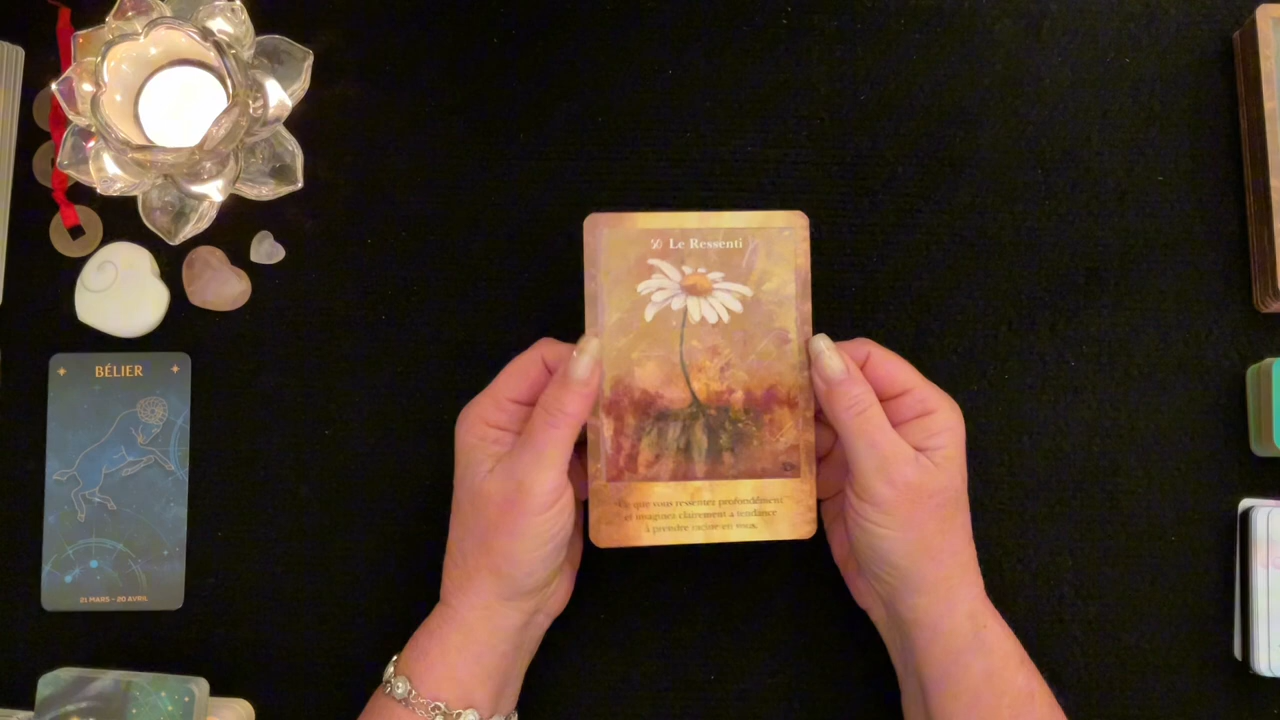 BÉLIER
21 MARS - 20 AVRIL
50 Le Ressenti
Ce que vous ressentez profondément
et imaginez clairement a tendance
à prendre racine en vous.